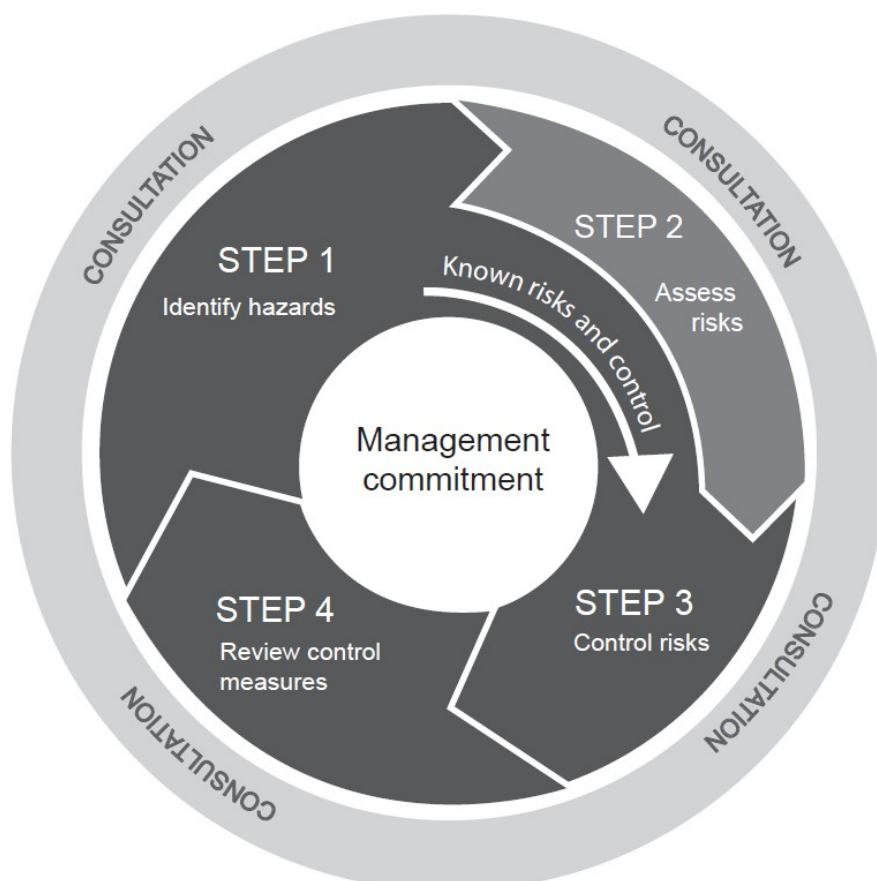 CONSULTATION
CONSULTATION
STEP 1
Identify hazards
STEP 2
Assess
risks
Known risks and control
Management
commitment
STEP 3
Control risks
STEP 4
Review control
measures
CONSULTATION
CONSULTATION